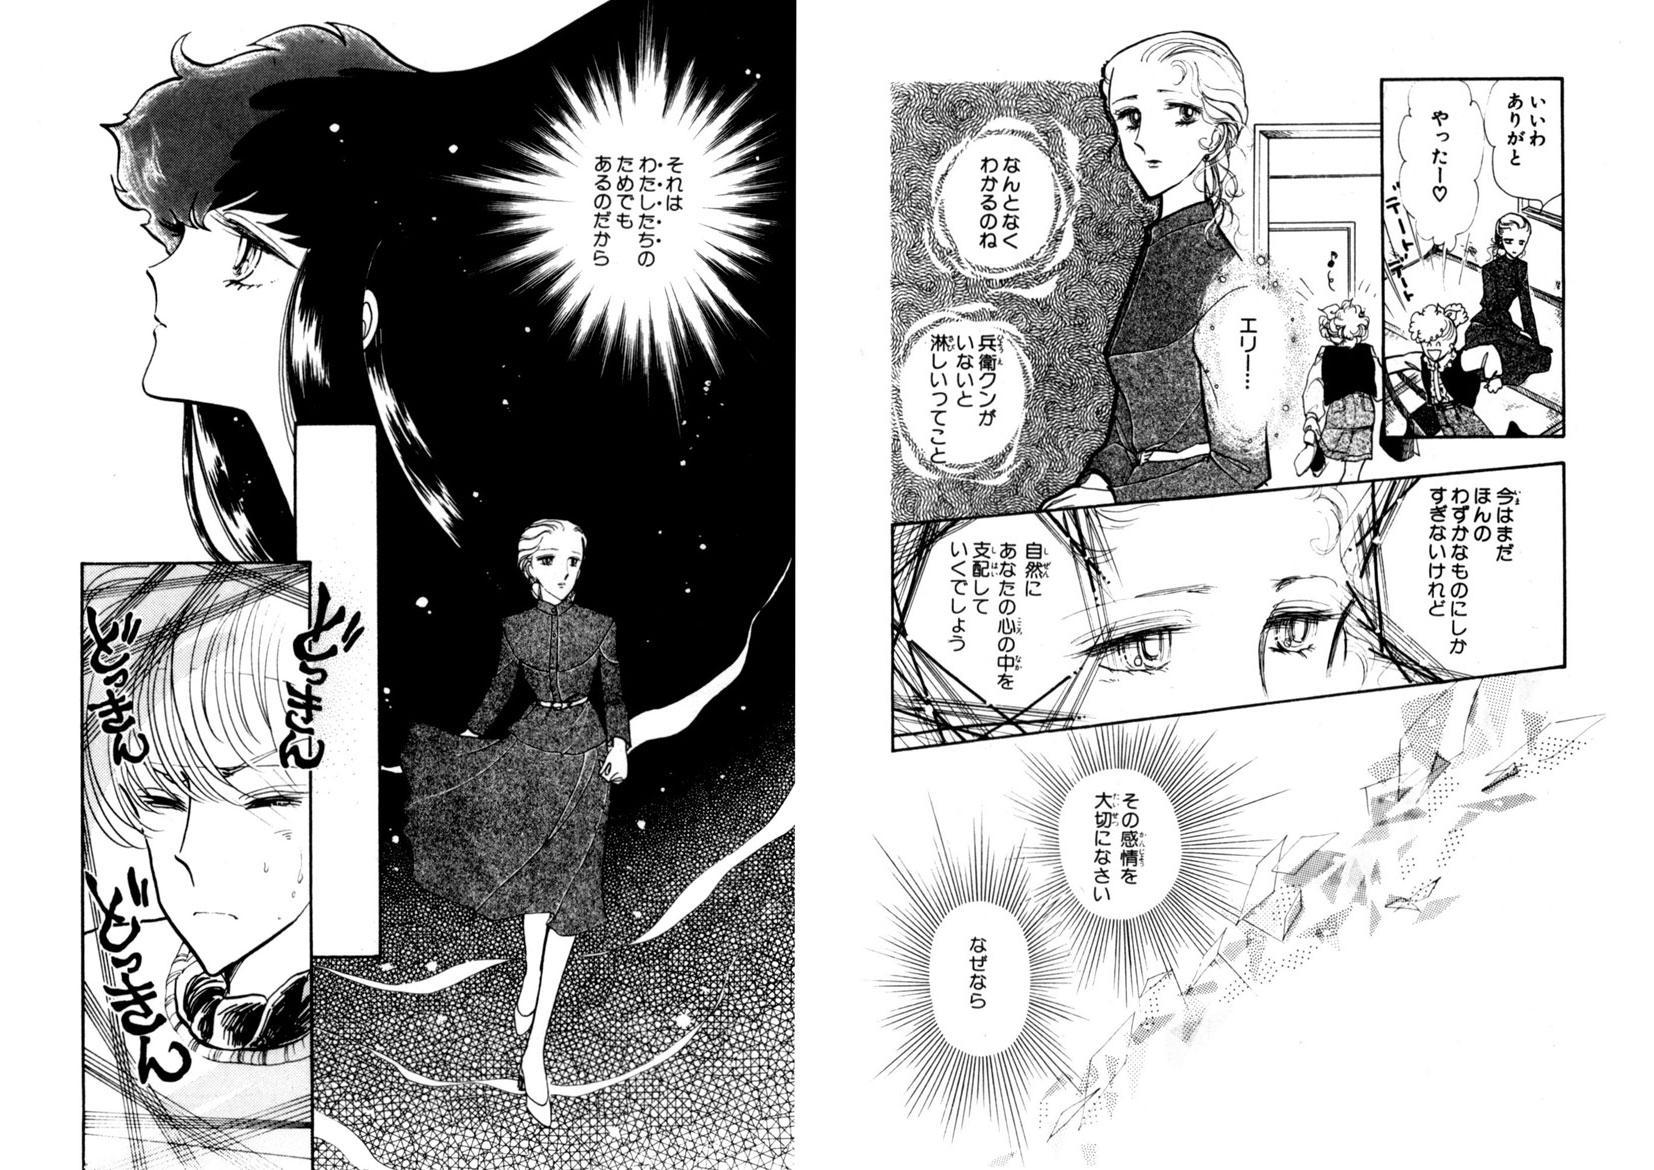 いいわ
ありがと
やったー♡
デートデート
デート
エリー…
なんとなく
わかるのね
兵衛クンが
いないと
淋しいってこと
今はまだ
ほんの
わずかなものにしか
すぎないけれど
自然に
あなたの心の中を
支配して
いくでしょう
その感情を
大切になさい
なぜなら
それは
わたしたちの
ためでも
あるのだから
どっきん
どっきん
どっきん